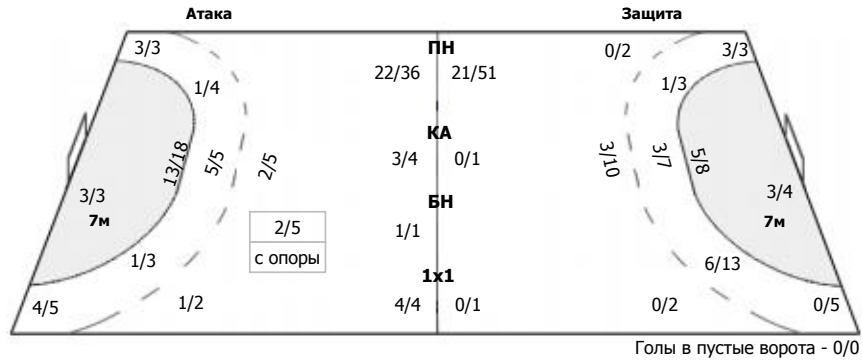 Атака Защита
3/3 ПН 0/2 3/3
22/36 21/51
1/4 1/3
КА
13/18 5/5 2/5 3/4 0/1 3/10 3/7 5/8
3/3 БН 3/4
7м 7м
2/5 1/1
с опоры
1/3 6/13
1x1
4/5 1/2 4/4 0/1 0/2 0/5
Голы в пустые ворота - 0/0